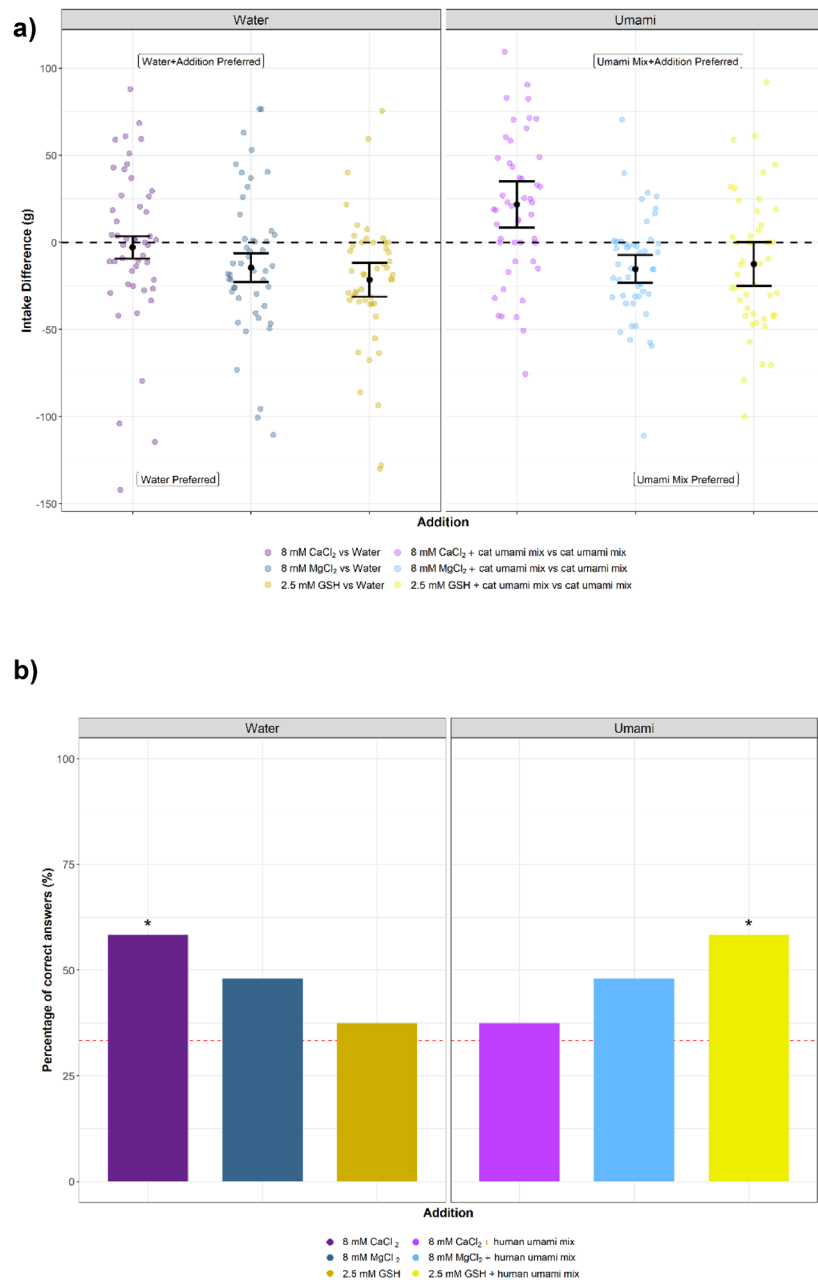 a)
Water
Umami
Water+Addition Preferred
Umami Mix+Addition Preferred
100
50
0
-50
-100
-150
Intake Difference (g)
Water Preferred
Umami Mix Preferred
Addition
8 mM CaCl₂ vs Water
8 mM CaCl₂ + cat umami mix vs cat umami mix
8 mM MgCl₂ vs Water
8 mM MgCl₂ + cat umami mix vs cat umami mix
2.5 mM GSH vs Water
2.5 mM GSH + cat umami mix vs cat umami mix
b)
Water
Umami
100
75
50
25
0
Percentage of correct answers (%)
*
*
Addition
8 mM CaCl₂
8 mM CaCl₂ + human umami mix
8 mM MgCl₂
8 mM MgCl₂ + human umami mix
2.5 mM GSH
2.5 mM GSH + human umami mix